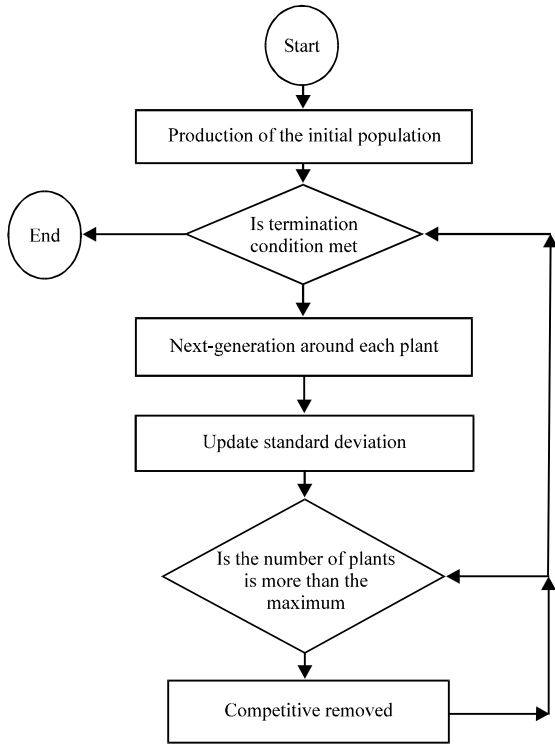 Start
Production of the initial population
Is termination
condition met
End
Next-generation around each plant
Update standard deviation
Is the number of plants
is more than the
maximum
Competitive removed